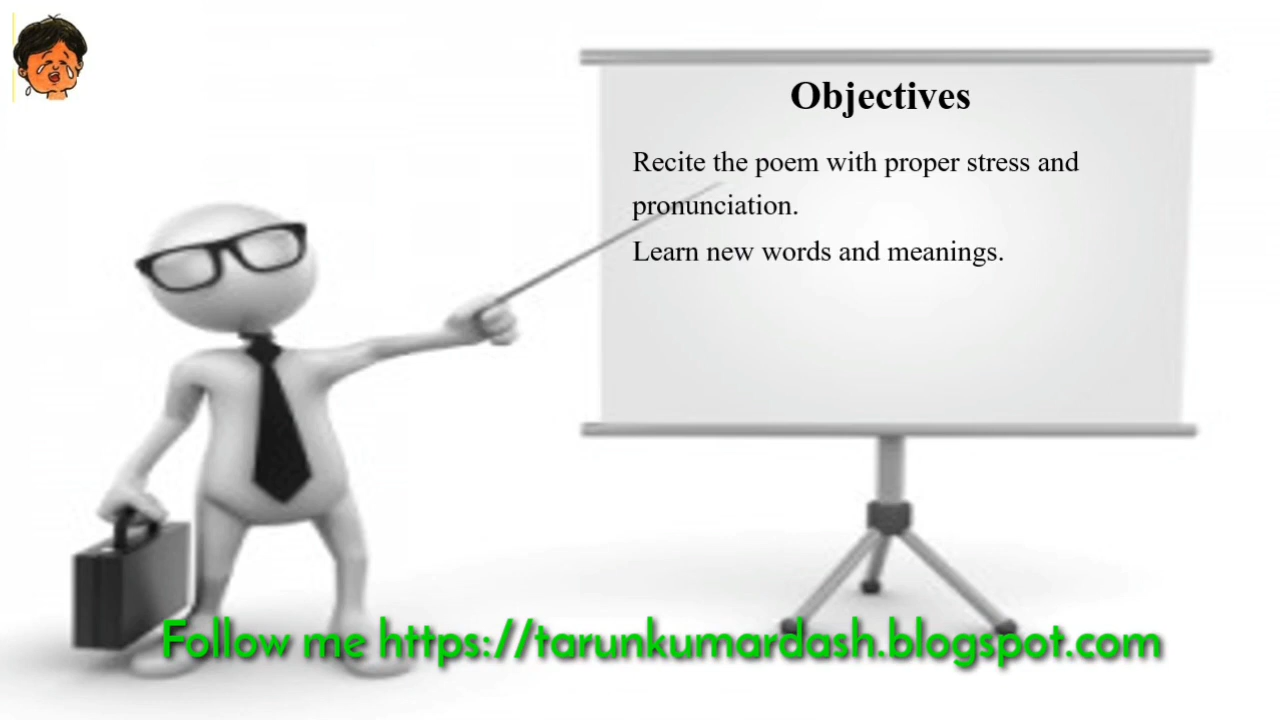 Objectives
Recite the poem with proper stress and
pronunciation.
Learn new words and meanings.
Follow me https://tarunkumardash.blogspot.com